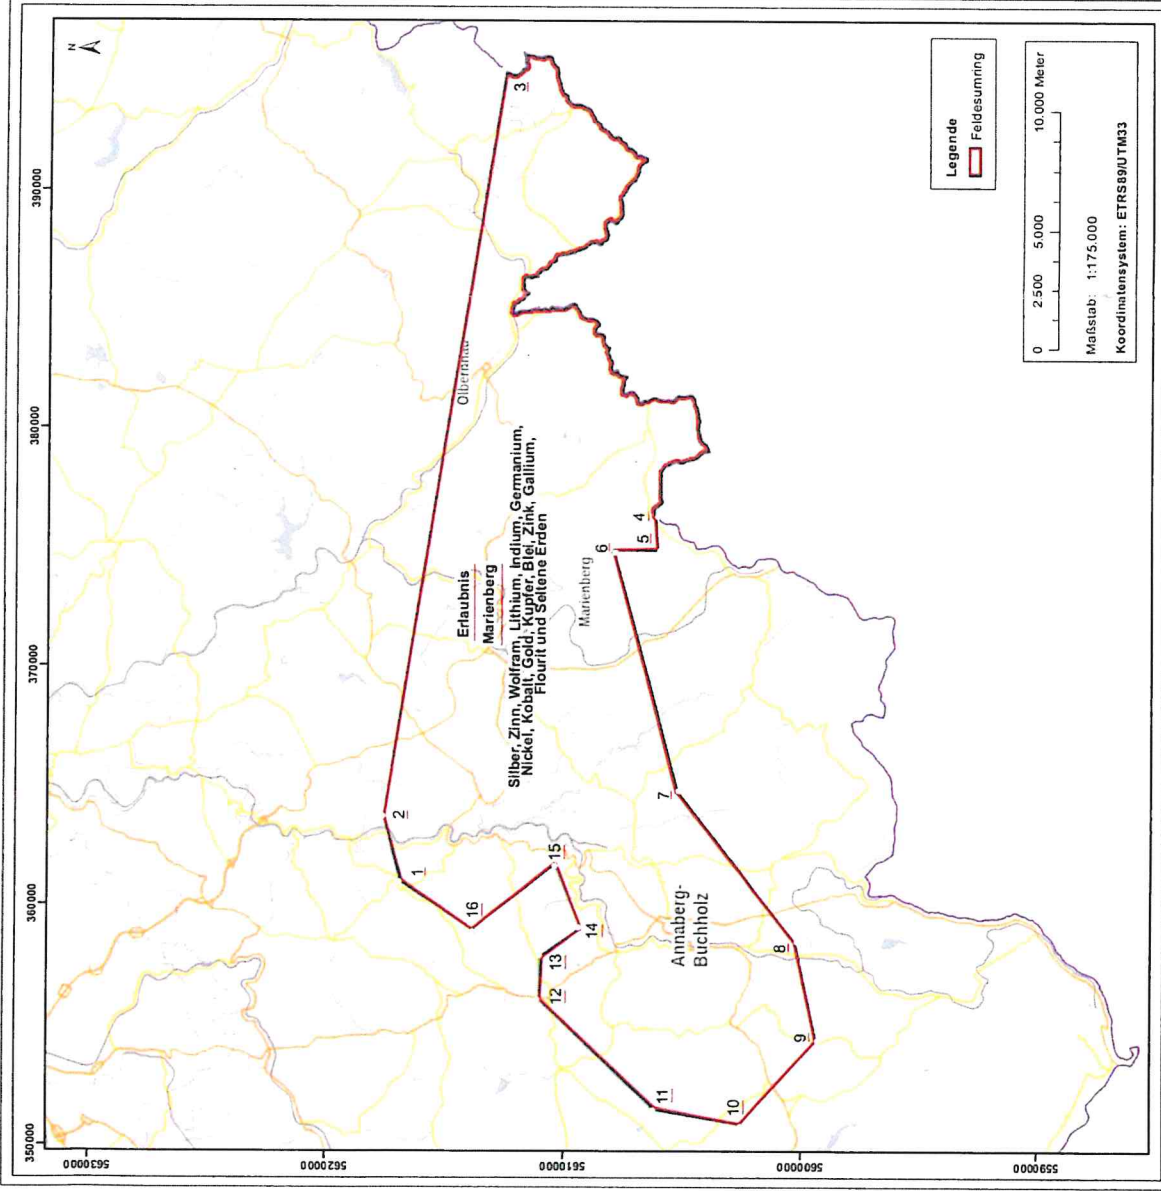 N
350000
360000
370000
380000
390000
5630000
5620000
5610000
5600000
5590000
Olbernhau
Erlaubnis
Marienberg
Silber, Zinn, Wolfram, Lithium, Indium, Germanium,
Nickel, Kobalt, Gold, Kupfer, Blei, Zink, Gallium,
Flourit und Seltene Erden
Marienberg
Annaberg-
Buchholz
1
2
3
4
5
6
7
8
9
10
11
12
13
14
15
16
Legende
Feldesumring
0 2.500 5.000 10.000 Meter
Maßstab: 1:175.000
Koordinatensystem: ETRS89/UTM33